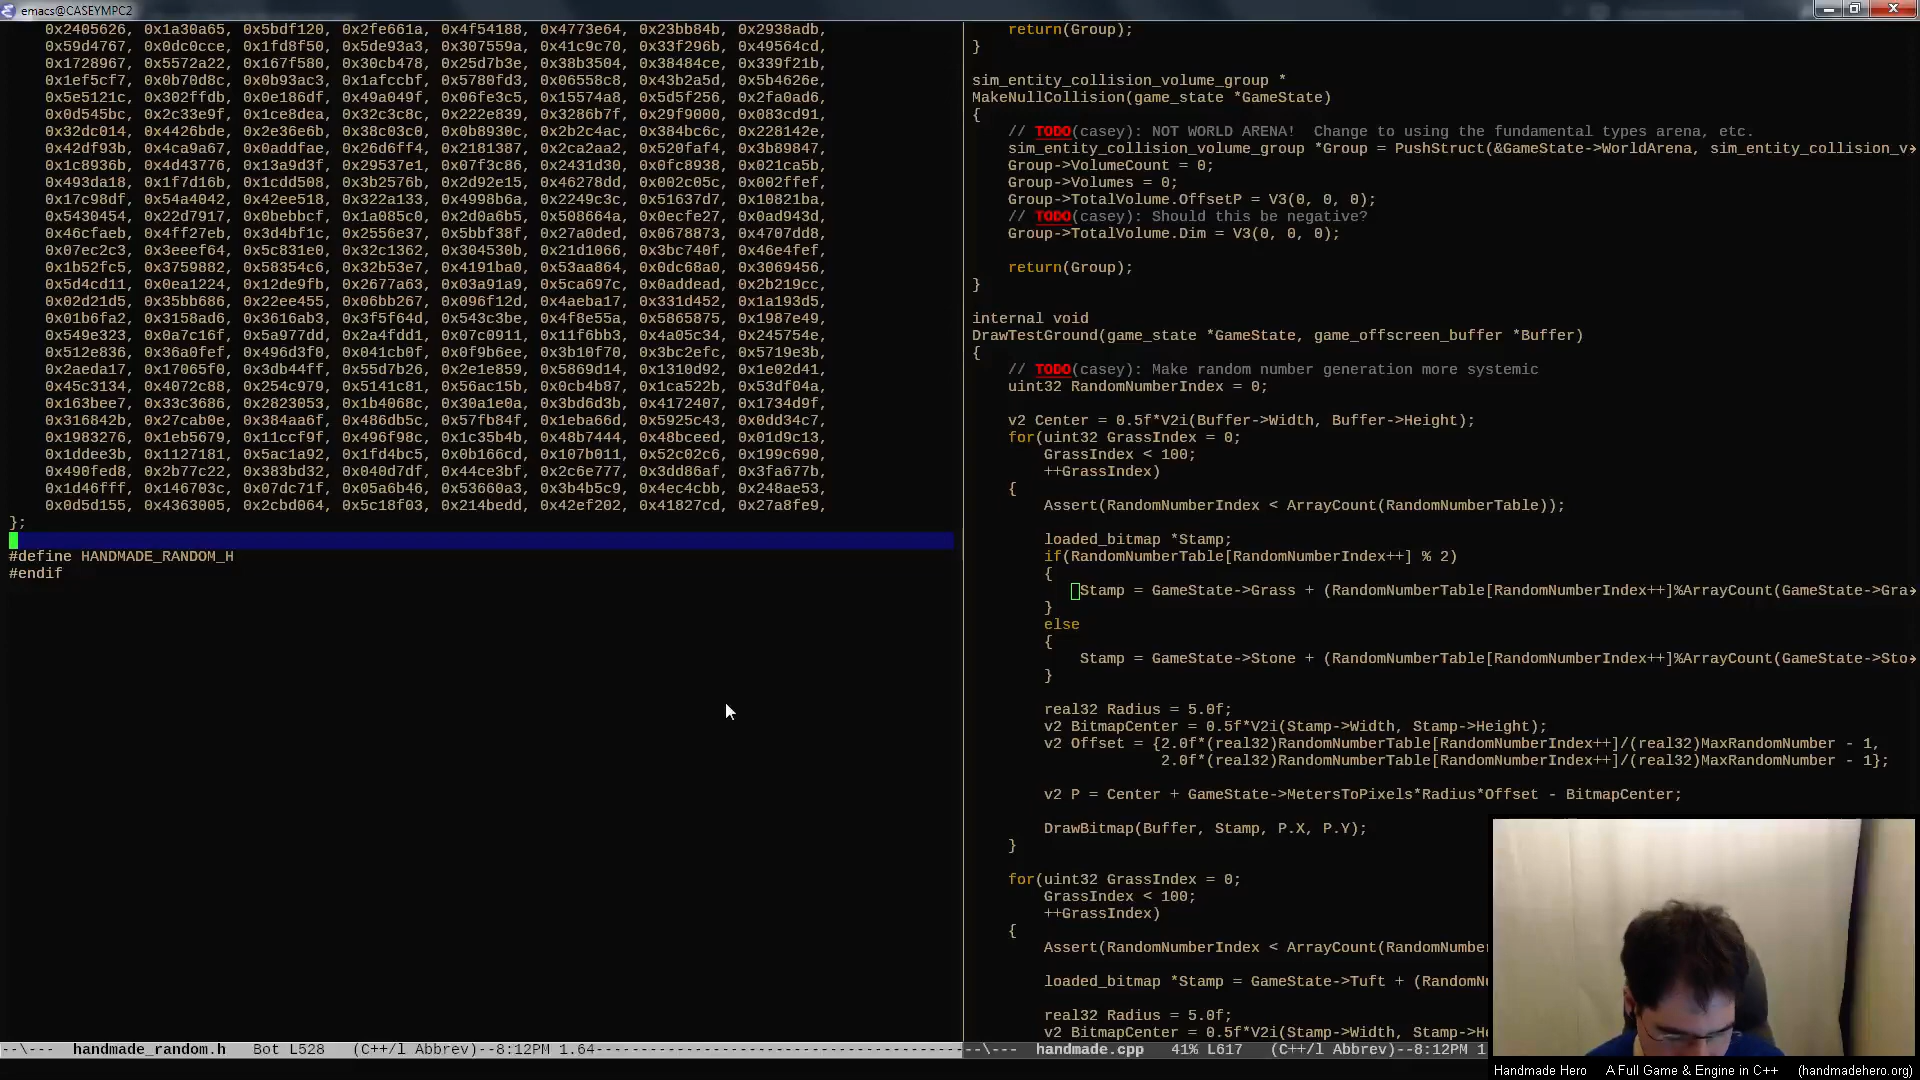 emacs@CASEYMPC2
0x2405626, 0x1a30a65, 0x5bdf120, 0x2fe661a, 0x4f54188, 0x4773e64, 0x23bb84b, 0x2938adb,
0x59d4767, 0x0dc0cce, 0x1fd8f50, 0x5de93a3, 0x307559a, 0x41c9c70, 0x33f296b, 0x49564cd,
0x1728967, 0x5572a22, 0x167f580, 0x30cb478, 0x25d7b3e, 0x38b3504, 0x38484ce, 0x339f21b,
0x1ef5cf7, 0x0b70d8c, 0x0b93ac3, 0x1afccbf, 0x5780fd3, 0x06558c8, 0x43b2a5d, 0x5b4626e,
0x5e5121c, 0x302ffdb, 0x0e186df, 0x49a049f, 0x06fe3c5, 0x15574a8, 0x5d5f256, 0x2fa0ad6,
0x0d545bc, 0x2c33e9f, 0x1ce8dea, 0x32c3c8c, 0x222e839, 0x3286b7f, 0x29f9000, 0x083cd91,
0x32dc014, 0x4426bde, 0x2e36e6b, 0x38c03c0, 0x0b8930c, 0x2b2c4ac, 0x384bc6c, 0x228142e,
0x42df93b, 0x4ca9a67, 0x0addfae, 0x26d6ff4, 0x2181387, 0x2ca2aa2, 0x520faf4, 0x3b89847,
0x1c8936b, 0x4d43776, 0x13a9d3f, 0x29537e1, 0x07f3c86, 0x2431d30, 0x0fc8938, 0x021ca5b,
0x493da18, 0x1f7d16b, 0x1cdd508, 0x3b2576b, 0x2d92e15, 0x46278dd, 0x002c05c, 0x002ffef,
0x17c98df, 0x54a4042, 0x42ee518, 0x322a133, 0x4998b6a, 0x2249c3c, 0x51637d7, 0x10821ba,
0x5430454, 0x22d7917, 0x0bebbcf, 0x1a085c0, 0x2d0a6b5, 0x508664a, 0x0ecfe27, 0x0ad943d,
0x46cfaeb, 0x4ff27eb, 0x3d4bf1c, 0x2556e37, 0x5bbf38f, 0x27a0ded, 0x0678873, 0x4707dd8,
0x07ec2c3, 0x3eeef64, 0x5c831e0, 0x32c1362, 0x304530b, 0x21d1066, 0x3bc740f, 0x46e4fef,
0x1b52fc5, 0x3759882, 0x58354c6, 0x32b53e7, 0x4191ba0, 0x53aa864, 0x0dc68a0, 0x3069456,
0x5d4cd11, 0x0ea1224, 0x12de9fb, 0x2677a63, 0x03a91a9, 0x5ca697c, 0x0addead, 0x2b219cc,
0x02d21d5, 0x35bb686, 0x22ee455, 0x06bb267, 0x096f12d, 0x4aeba17, 0x331d452, 0x1a193d5,
0x01b6fa2, 0x3158ad6, 0x3616ab3, 0x3f5f64d, 0x543c3be, 0x4f8e55a, 0x5865875, 0x1987e49,
0x549e323, 0x0a7c16f, 0x5a977dd, 0x2a4fdd1, 0x07c0911, 0x11f6bb3, 0x4a05c34, 0x245754e,
0x512e836, 0x36a0fef, 0x496d3f0, 0x041cb0f, 0x0f9b6ee, 0x3b10f70, 0x3bc2efc, 0x5719e3b,
0x2aeda17, 0x17065f0, 0x3db44ff, 0x55d7b26, 0x2e1e859, 0x5869d14, 0x1310d92, 0x1e02d41,
0x45c3134, 0x4072c88, 0x254c979, 0x5141c81, 0x56ac15b, 0x0cb4b87, 0x1ca522b, 0x53df04a,
0x163bee7, 0x33c3686, 0x2823053, 0x1b4068c, 0x30a1e0a, 0x3bd6d3b, 0x4172407, 0x1734d9f,
0x316842b, 0x27cab0e, 0x384aa6f, 0x486db5c, 0x57fb84f, 0x1eba66d, 0x5925c43, 0x0dd34c7,
0x1983276, 0x1eb5679, 0x11ccf9f, 0x496f98c, 0x1c35b4b, 0x48b7444, 0x48bceed, 0x01d9c13,
0x1ddee3b, 0x1127181, 0x5ac1a92, 0x1fd4bc5, 0x0b166cd, 0x107b011, 0x52c02c6, 0x199c690,
0x490fed8, 0x2b77c22, 0x383bd32, 0x040d7df, 0x44ce3bf, 0x2c6e777, 0x3dd86af, 0x3fa677b,
0x1d46fff, 0x146703c, 0x07dc71f, 0x05a6b46, 0x53660a3, 0x3b4b5c9, 0x4ec4cbb, 0x248ae53,
0x0d5d155, 0x4363005, 0x2cbd064, 0x5c18f03, 0x214bedd, 0x42ef202, 0x41827cd, 0x27a8fe9,
};
#define HANDMADE_RANDOM_H
#endif
--\--- handmade_random.h Bot L528 (C++/l Abbrev)--8:12PM 1.64
return(Group);
}
sim_entity_collision_volume_group *
MakeNullCollision(game_state *GameState)
{
// TODO(casey): NOT WORLD ARENA! Change to using the fundamental types arena, etc.
sim_entity_collision_volume_group *Group = PushStruct(&GameState->WorldArena, sim_entity_collision_v
Group->VolumeCount = 0;
Group->Volumes = 0;
Group->TotalVolume.OffsetP = V3(0, 0, 0);
// TODO(casey): Should this be negative?
Group->TotalVolume.Dim = V3(0, 0, 0);
return(Group);
}
internal void
DrawTestGround(game_state *GameState, game_offscreen_buffer *Buffer)
{
// TODO(casey): Make random number generation more systemic
uint32 RandomNumberIndex = 0;
v2 Center = 0.5f*V2i(Buffer->Width, Buffer->Height);
for(uint32 GrassIndex = 0;
GrassIndex < 100;
++GrassIndex)
{
Assert(RandomNumberIndex < ArrayCount(RandomNumberTable));
loaded_bitmap *Stamp;
if(RandomNumberTable[RandomNumberIndex++] % 2)
{
Stamp = GameState->Grass + (RandomNumberTable[RandomNumberIndex++]%ArrayCount(GameState->Gra
}
else
{
Stamp = GameState->Stone + (RandomNumberTable[RandomNumberIndex++]%ArrayCount(GameState->Sto
}
real32 Radius = 5.0f;
v2 BitmapCenter = 0.5f*V2i(Stamp->Width, Stamp->Height);
v2 Offset = {2.0f*(real32)RandomNumberTable[RandomNumberIndex++]/(real32)MaxRandomNumber - 1,
2.0f*(real32)RandomNumberTable[RandomNumberIndex++]/(real32)MaxRandomNumber - 1};
v2 P = Center + GameState->MetersToPixels*Radius*Offset - BitmapCenter;
DrawBitmap(Buffer, Stamp, P.X, P.Y);
}
for(uint32 GrassIndex = 0;
GrassIndex < 100;
++GrassIndex)
{
Assert(RandomNumberIndex < ArrayCount(RandomNumber
loaded_bitmap *Stamp = GameState->Tuft + (RandomN
real32 Radius = 5.0f;
v2 BitmapCenter = 0.5f*V2i(Stamp->Width, Stamp->H
--\--- handmade.cpp 41% L617 (C++/l Abbrev)--8:12PM 1
Handmade Hero A Full Game & Engine in C++ (handmadehero.org)